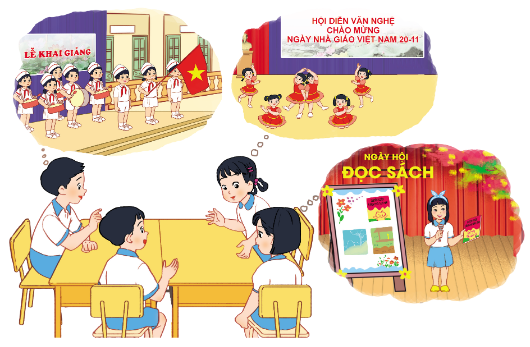 LỄ KHAI GIẢNG
HỘI DIỄN VĂN NGHỆ
CHÀO MỪNG
NGÀY NHÀ GIÁO VIỆT NAM 20-11
NGÀY HỘI
ĐỌC SÁCH